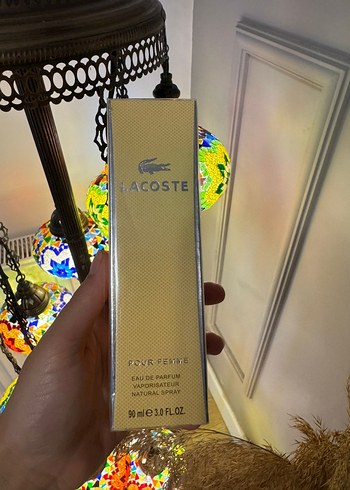 LACOSTE
POUR FEMME
EAU DE PARFUM
VAPORISATEUR
NATURAL SPRAY
90 ml e 3.0 FL.OZ.